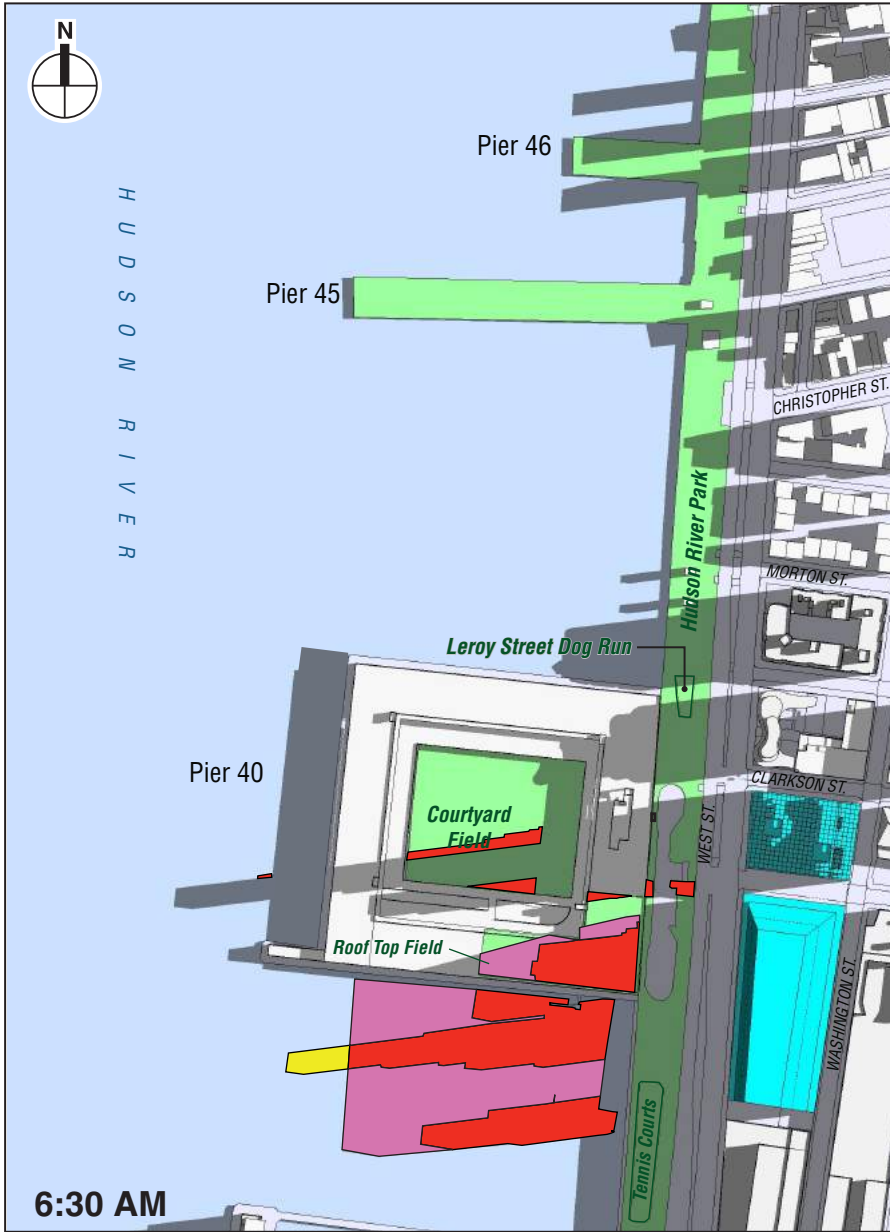 N
Pier 46
HUDSON RIVER
Pier 45
CHRISTOPHER ST.
Hudson River Park
MORTON ST.
Leroy Street Dog Run
Pier 40
CLARKSON ST.
WEST ST.
Courtyard
Field
Roof Top Field
WASHINGTON ST.
Tennis Courts
6:30 AM